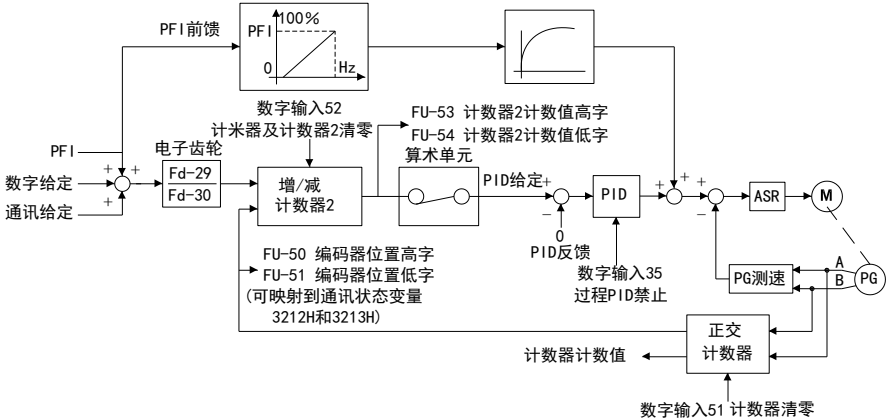 PFI前馈
PFI
100%
0
Hz
数字输入52
计米器及计数器2清零
FU-53 计数器2计数值高字
FU-54 计数器2计数值低字
PFI
电子齿轮
算术单元
+
+
+
-
数字给定
通讯给定
Fd-29
Fd-30
增/减
计数器2
PID给定
+
-
PID
+
+
+
-
ASR
M
0
PID反馈
FU-50 编码器位置高字
FU-51 编码器位置低字
(可映射到通讯状态变量
3212H和3213H)
数字输入35
过程PID禁止
PG测速
A
B
PG
正交
计数器
计数器计数值
数字输入51 计数器清零